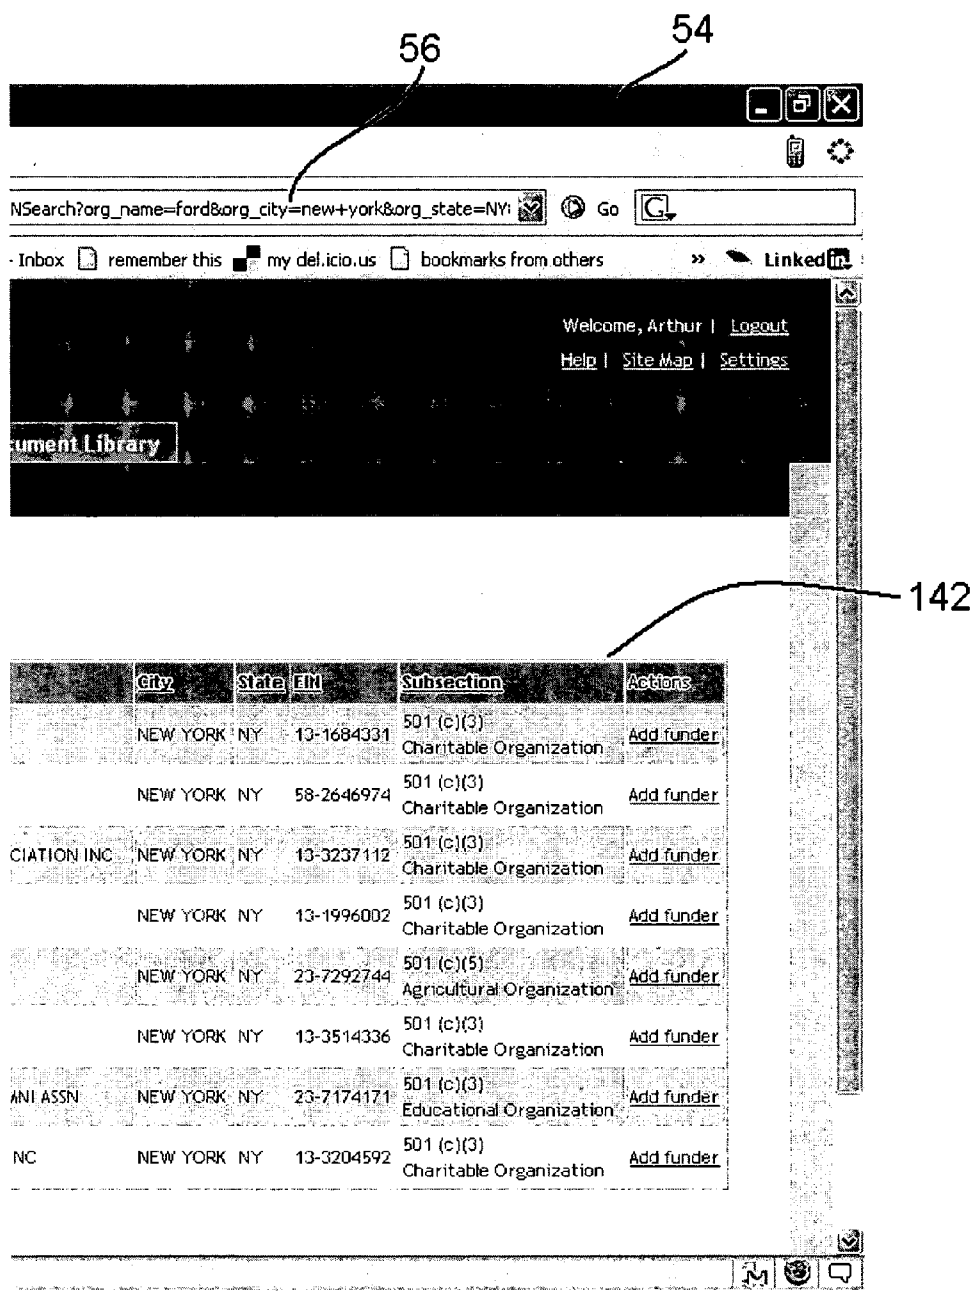 54
56
NSearch?org_name=ford&org_city=new+york&org_state=NY
Go
G
- Inbox remember this my del.icio.us bookmarks from others » Linked in
Welcome, Arthur | Logout
Help | Site Map | Settings
cument Library
142
City State EIN Subsection Actions
NEW YORK NY 13-1684331 501 (c)(3) Charitable Organization Add funder
NEW YORK NY 58-2646974 501 (c)(3) Charitable Organization Add funder
CIATION INC NEW YORK NY 13-3237112 501 (c)(3) Charitable Organization Add funder
NEW YORK NY 13-1996002 501 (c)(3) Charitable Organization Add funder
NEW YORK NY 23-7292744 501 (c)(5) Agricultural Organization Add funder
NEW YORK NY 13-3514336 501 (c)(3) Charitable Organization Add funder
ANI ASSN NEW YORK NY 23-7174171 501 (c)(3) Educational Organization Add funder
NC NEW YORK NY 13-3204592 501 (c)(3) Charitable Organization Add funder